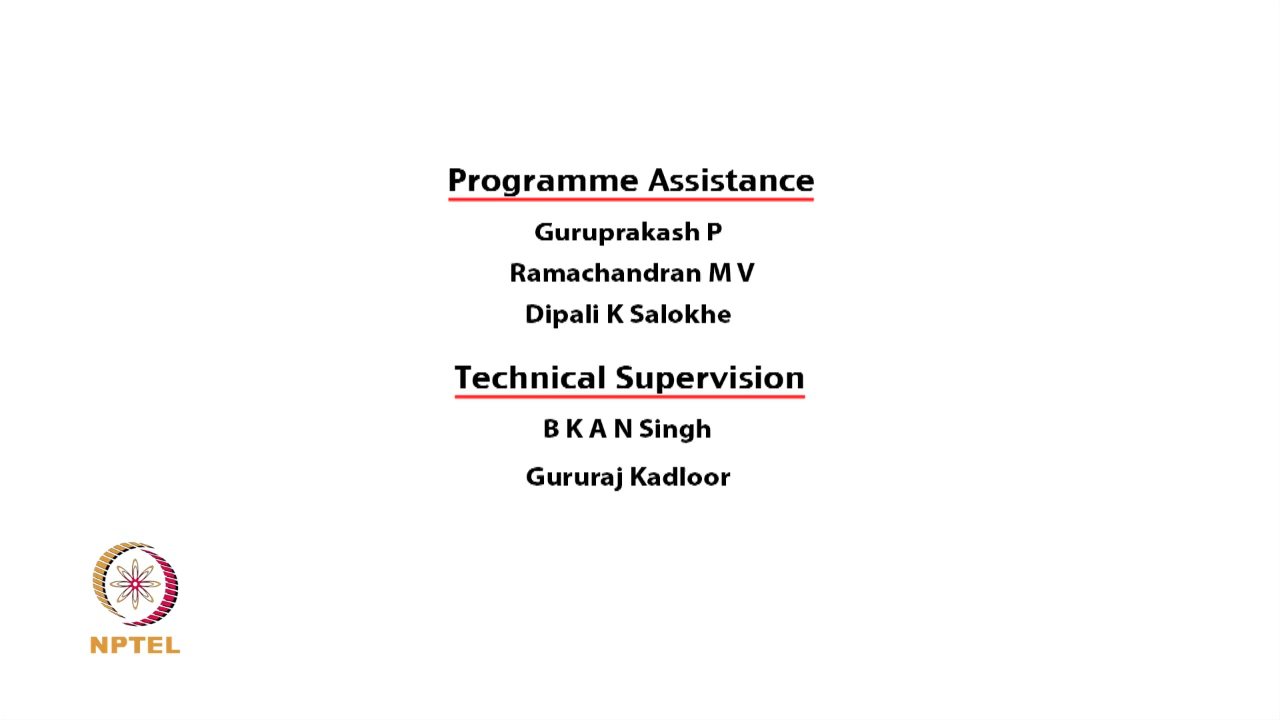 Programme Assistance
Guruprakash P
Ramachandran M V
Dipali K Salokhe
Technical Supervision
B K A N Singh
Gururaj Kadloor
NPTEL